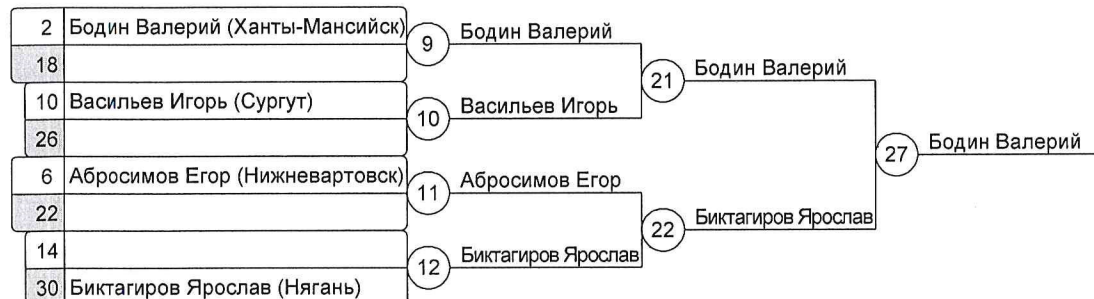 2 Бодин Валерий (Ханты-Мансийск)
18
10 Васильев Игорь (Сургут)
26
6 Абросимов Егор (Нижневартовск)
22
14
30 Биктагиров Ярослав (Нягань)
9 Бодин Валерий
10 Васильев Игорь
11 Абросимов Егор
12 Биктагиров Ярослав
21 Бодин Валерий
22 Биктагиров Ярослав
27 Бодин Валерий